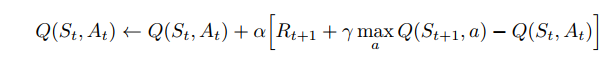 Q(S_t, A_t) ← Q(S_t, A_t) + α[R_{t+1} + γ max_a Q(S_{t+1}, a) − Q(S_t, A_t)]